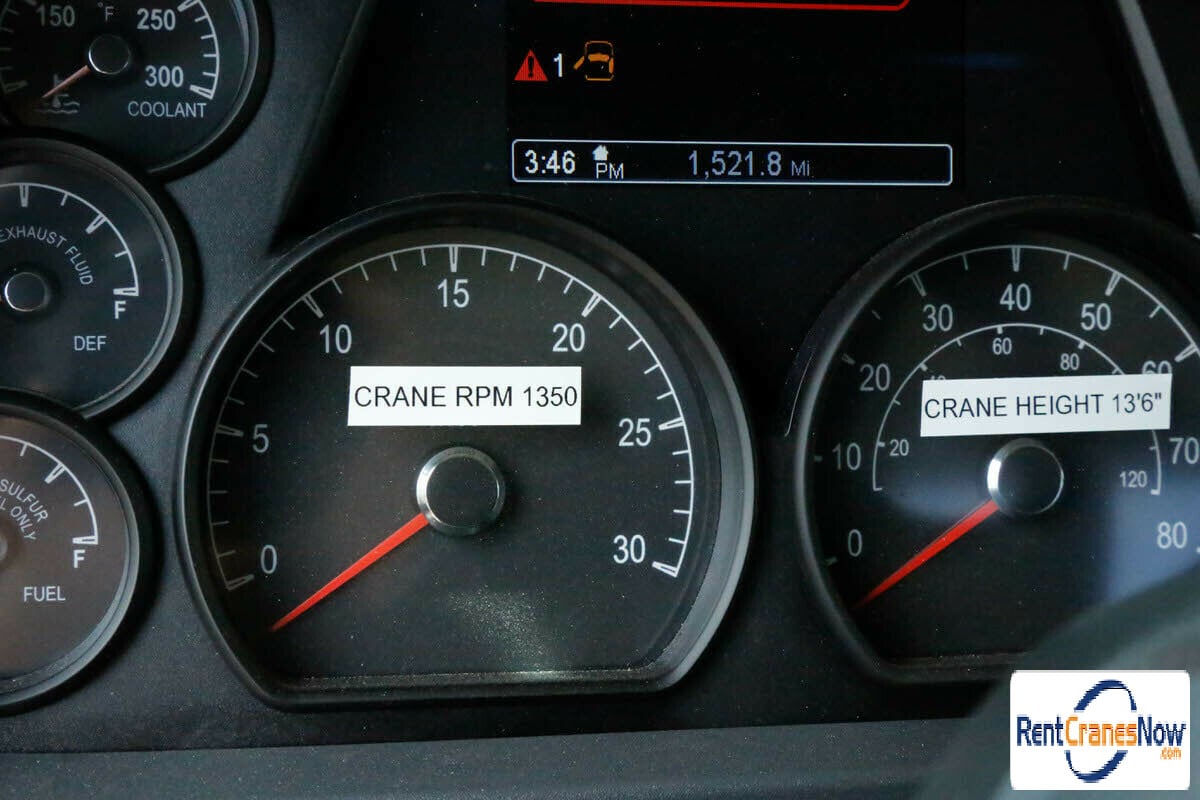 150 °F 250
300
COOLANT
1
3:46 PM 1,521.8 Mi
EXHAUST FLUID
F
DEF
0 5 10 15 20 25 30
CRANE RPM 1350
0 10 20 30 40 50 60 70 80
20 60 80 120
CRANE HEIGHT 13'6"
SULFUR
ONLY
F
FUEL
RentCranesNow
.com